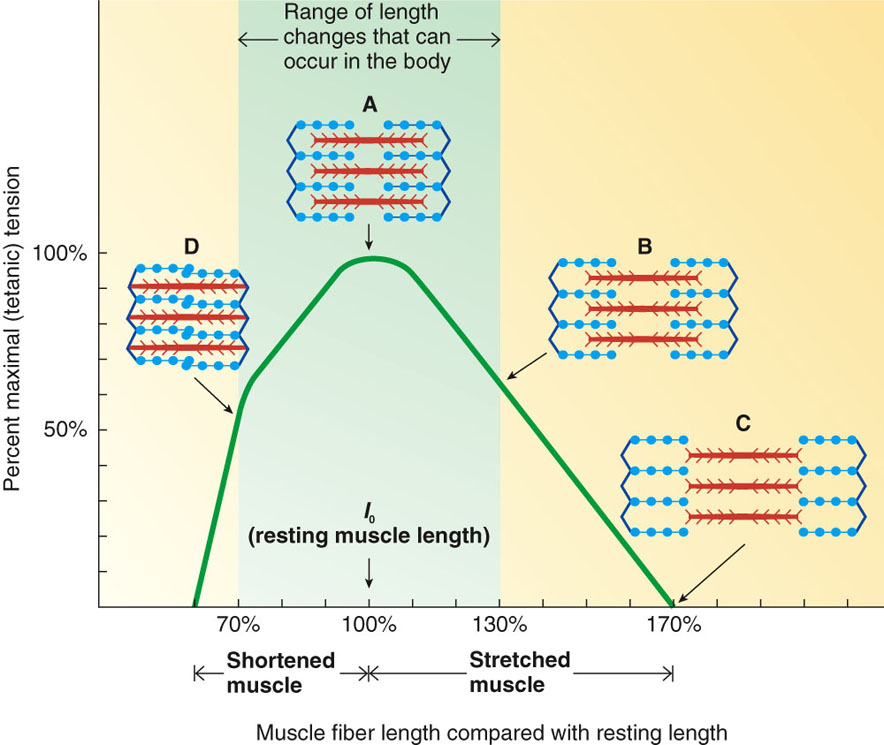 Range of length
changes that can
occur in the body
A
D
B
C
Percent maximal (tetanic) tension
100%
50%
l0
(resting muscle length)
70%
100%
130%
170%
Shortened
muscle
Stretched
muscle
Muscle fiber length compared with resting length